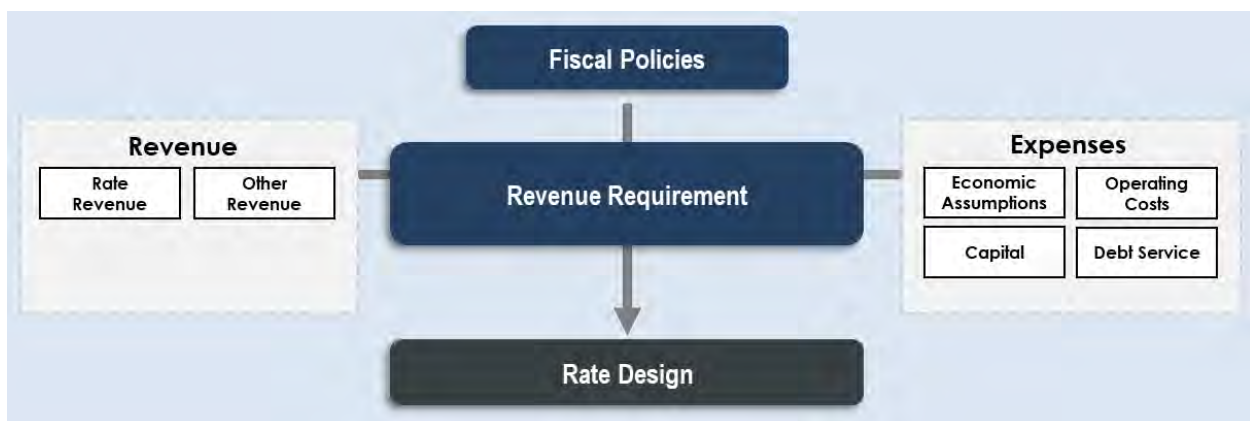 Fiscal Policies
Revenue
Rate
Revenue
Other
Revenue
Revenue Requirement
Expenses
Economic
Assumptions
Operating
Costs
Capital
Debt Service
Rate Design